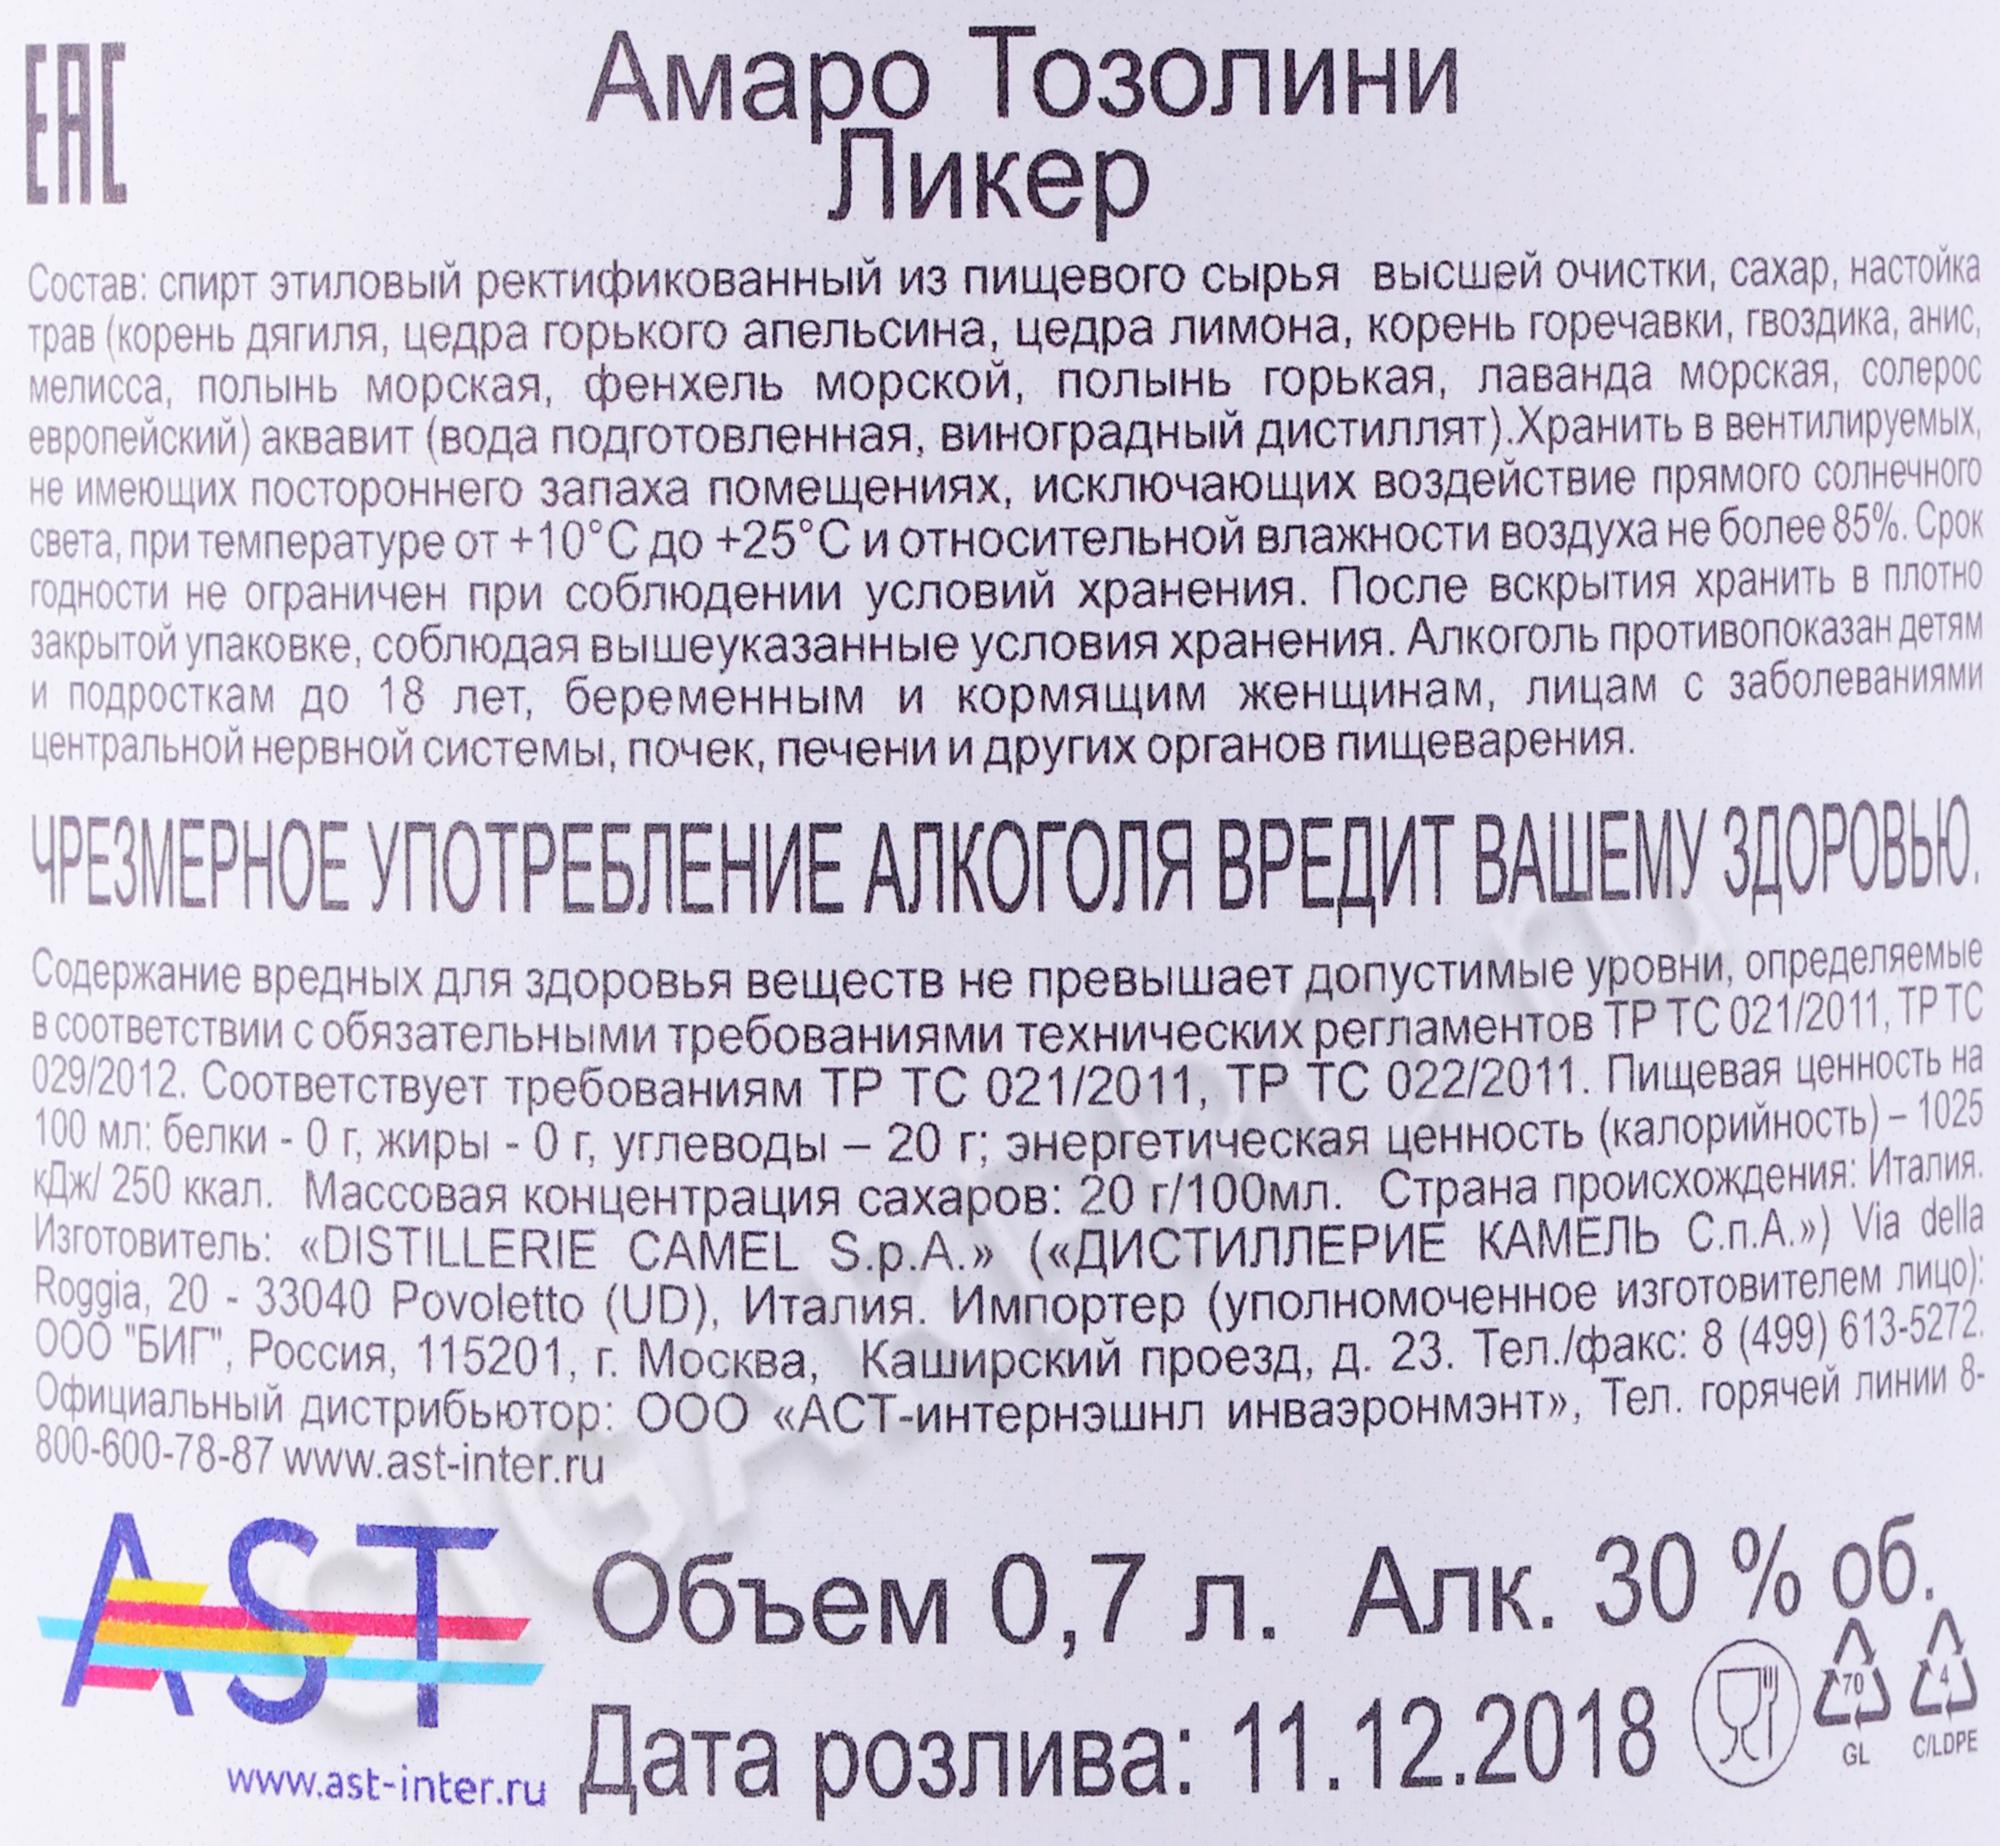 ЕАС
Амаро Тозолини
Ликер
Состав: спирт этиловый ректификованный из пищевого сырья высшей очистки, сахар, настойка
трав (корень дягиля, цедра горького апельсина, цедра лимона, корень горечавки, гвоздика, анис,
мелисса, полынь морская, фенхель морской, полынь горькая, лаванда морская, солерос
европейский) аквавит (вода подготовленная, виноградный дистиллят).Хранить в вентилируемых,
не имеющих постороннего запаха помещениях, исключающих воздействие прямого солнечного
света, при температуре от +10°С до +25°С и относительной влажности воздуха не более 85%. Срок
годности не ограничен при соблюдении условий хранения. После вскрытия хранить в плотно
закрытой упаковке, соблюдая вышеуказанные условия хранения. Алкоголь противопоказан детям
и подросткам до 18 лет, беременным и кормящим женщинам, лицам с заболеваниями
центральной нервной системы, почек, печени и других органов пищеварения.
ЧРЕЗМЕРНОЕ УПОТРЕБЛЕНИЕ АЛКОГОЛЯ ВРЕДИТ ВАШЕМУ ЗДОРОВЬЮ.
Содержание вредных для здоровья веществ не превышает допустимые уровни, определяемые
в соответствии с обязательными требованиями технических регламентов ТР ТС 021/2011, ТР ТС
029/2012. Соответствует требованиям ТР ТС 021/2011, ТР ТС 022/2011. Пищевая ценность на
100 мл: белки - 0 г, жиры - 0 г, углеводы – 20 г; энергетическая ценность (калорийность) – 1025
кДж/ 250 ккал. Массовая концентрация сахаров: 20 г/100мл. Страна происхождения: Италия.
Изготовитель: «DISTILLERIE CAMEL S.p.A.» («ДИСТИЛЛЕРИЕ КАМЕЛЬ С.п.А.») Via della
Roggia, 20 - 33040 Povoletto (UD), Италия. Импортер (уполномоченное изготовителем лицо):
ООО "БИГ", Россия, 115201, г. Москва, Каширский проезд, д. 23. Тел./факс: 8 (499) 613-5272.
Официальный дистрибьютор: ООО «АСТ-интернэшнл инваэронмэнт», Тел. горячей линии 8-
800-600-78-87 www.ast-inter.ru
AST
www.ast-inter.ru
Объем 0,7 л. Алк. 30 % об.
Дата розлива: 11.12.2018
70
GL
4
C/LDPE
CIGARPRO.ru